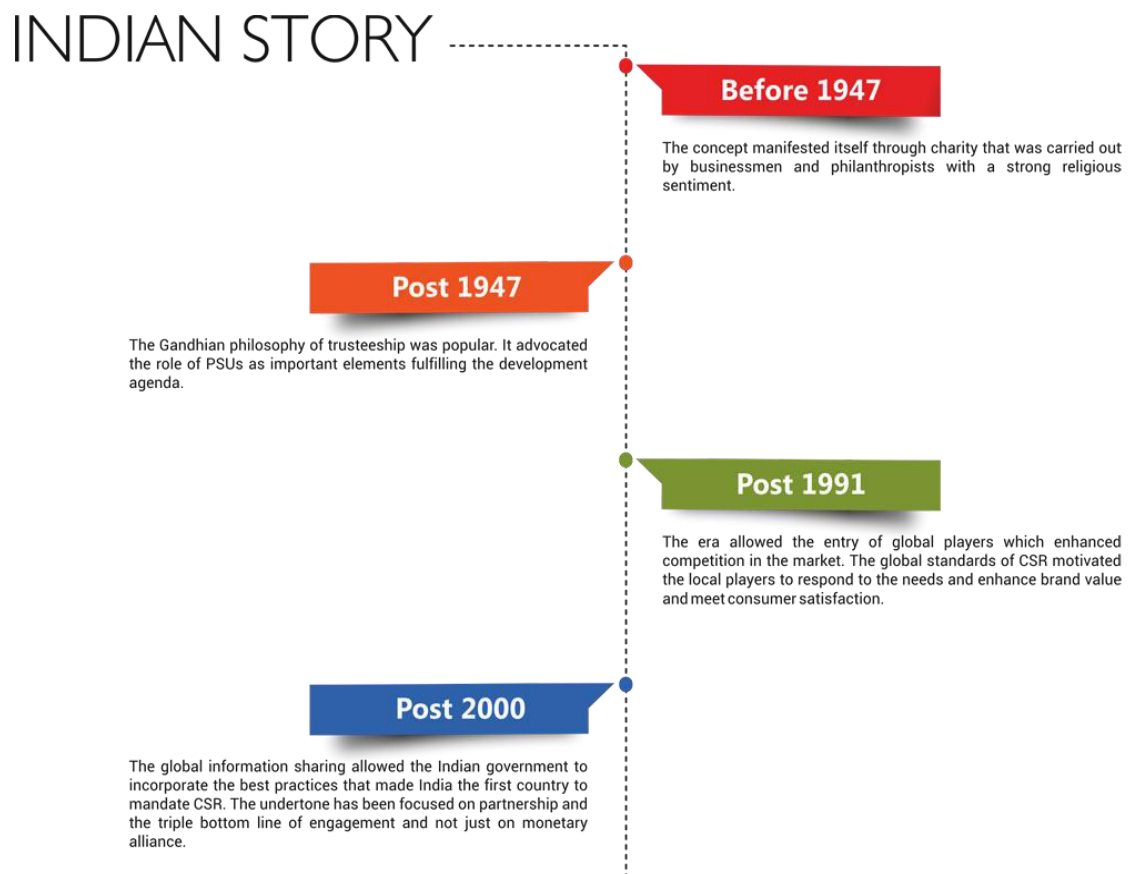 INDIAN STORY
Before 1947
The concept manifested itself through charity that was carried out
by businessmen and philanthropists with a strong religious
sentiment.
Post 1947
The Gandhian philosophy of trusteeship was popular. It advocated
the role of PSUs as important elements fulfilling the development
agenda.
Post 1991
The era allowed the entry of global players which enhanced
competition in the market. The global standards of CSR motivated
the local players to respond to the needs and enhance brand value
and meet consumer satisfaction.
Post 2000
The global information sharing allowed the Indian government to
incorporate the best practices that made India the first country to
mandate CSR. The undertone has been focused on partnership and
the triple bottom line of engagement and not just on monetary
alliance.